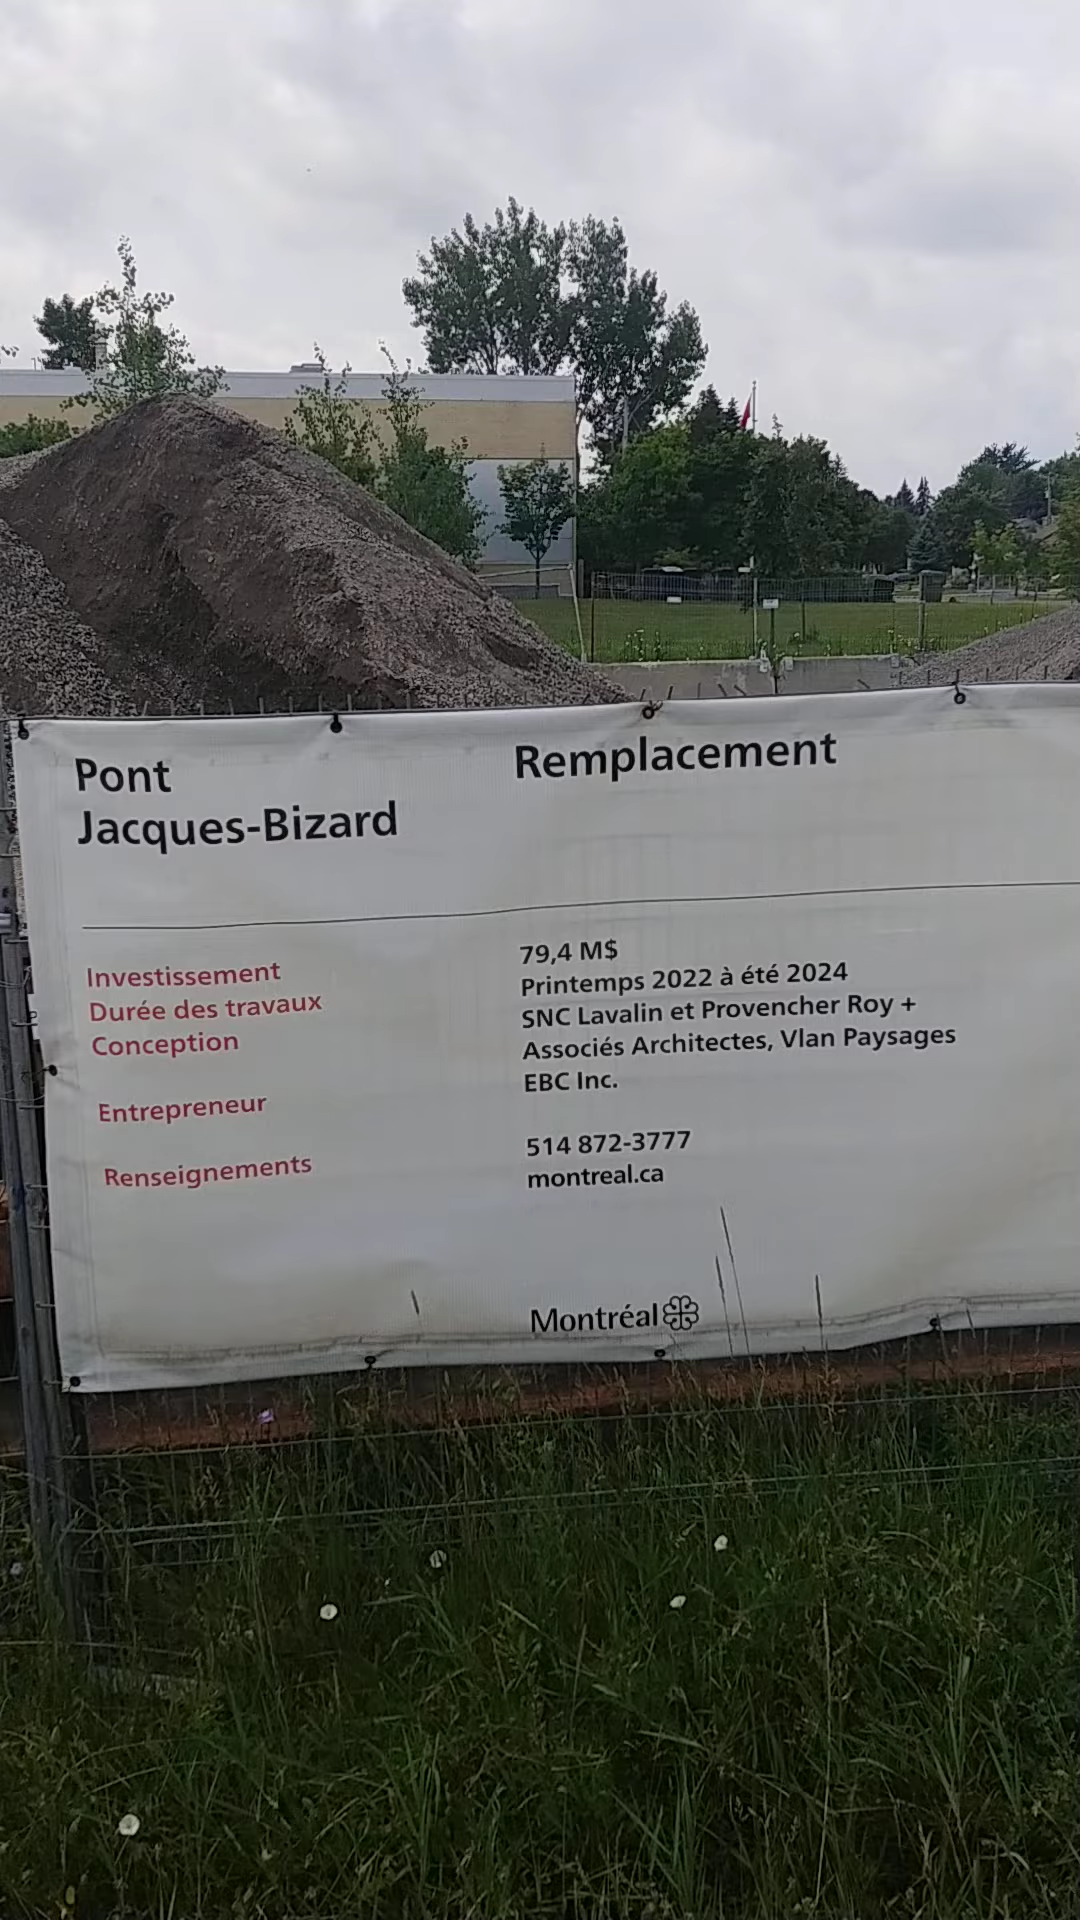 Pont
Jacques-Bizard
Remplacement
Investissement
79,4 M$
Durée des travaux
Printemps 2022 à été 2024
Conception
SNC Lavalin et Provencher Roy +
Associés Architectes, Vlan Paysages
Entrepreneur
EBC Inc.
Renseignements
514 872-3777
montreal.ca
Montréal